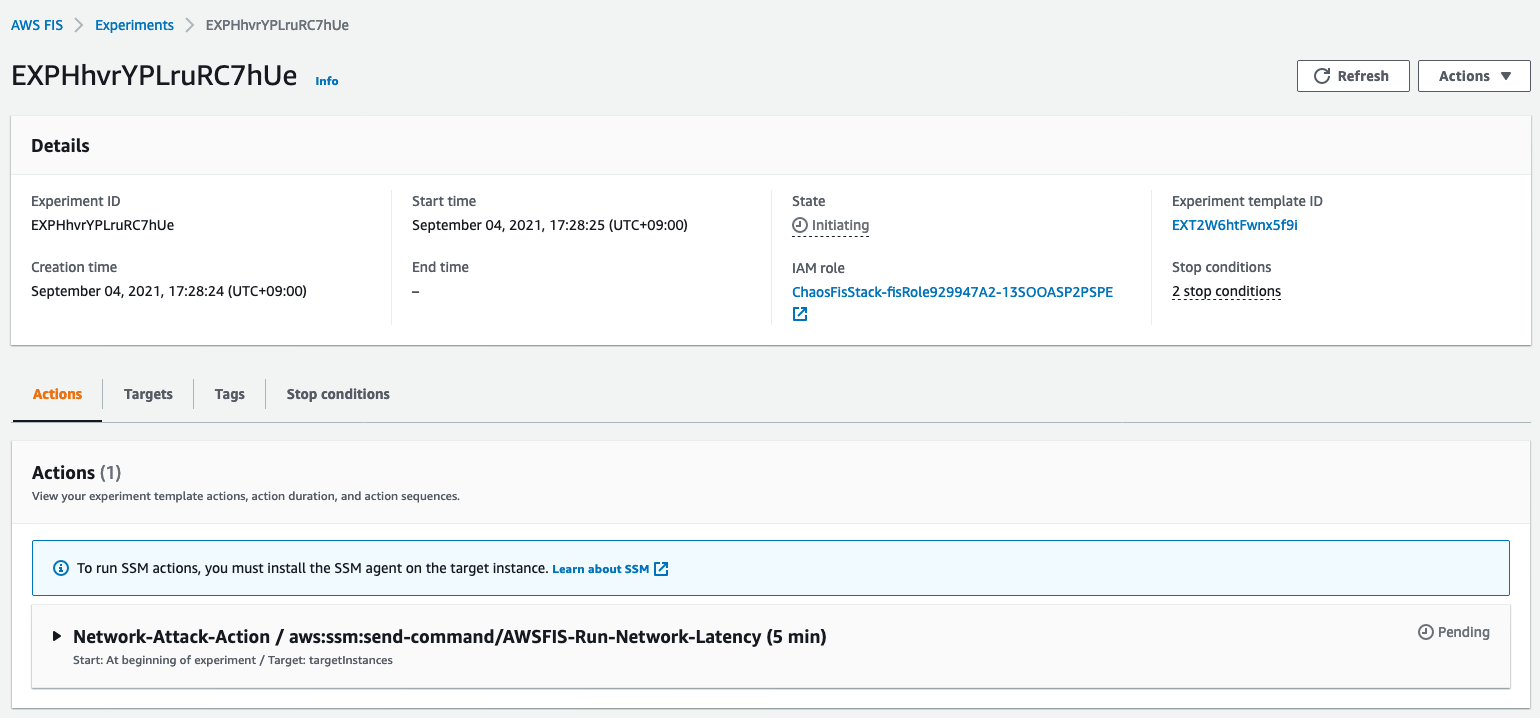 AWS FIS > Experiments > EXPHhvrYPLruRC7hUe
EXPHhvrYPLruRC7hUe Info
Refresh
Actions ▼
Details
Experiment ID
EXPHhvrYPLruRC7hUe
Creation time
September 04, 2021, 17:28:24 (UTC+09:00)
Start time
September 04, 2021, 17:28:25 (UTC+09:00)
End time
–
State
Initiating
IAM role
ChaosFisStack-fisRole929947A2-13SOOASP2PSPE
Experiment template ID
EXT2W6htFwnx5f9i
Stop conditions
2 stop conditions
Actions
Targets
Tags
Stop conditions
Actions (1)
View your experiment template actions, action duration, and action sequences.
To run SSM actions, you must install the SSM agent on the target instance. Learn about SSM
Network-Attack-Action / aws:ssm:send-command/AWSFIS-Run-Network-Latency (5 min)
Pending
Start: At beginning of experiment / Target: targetInstances